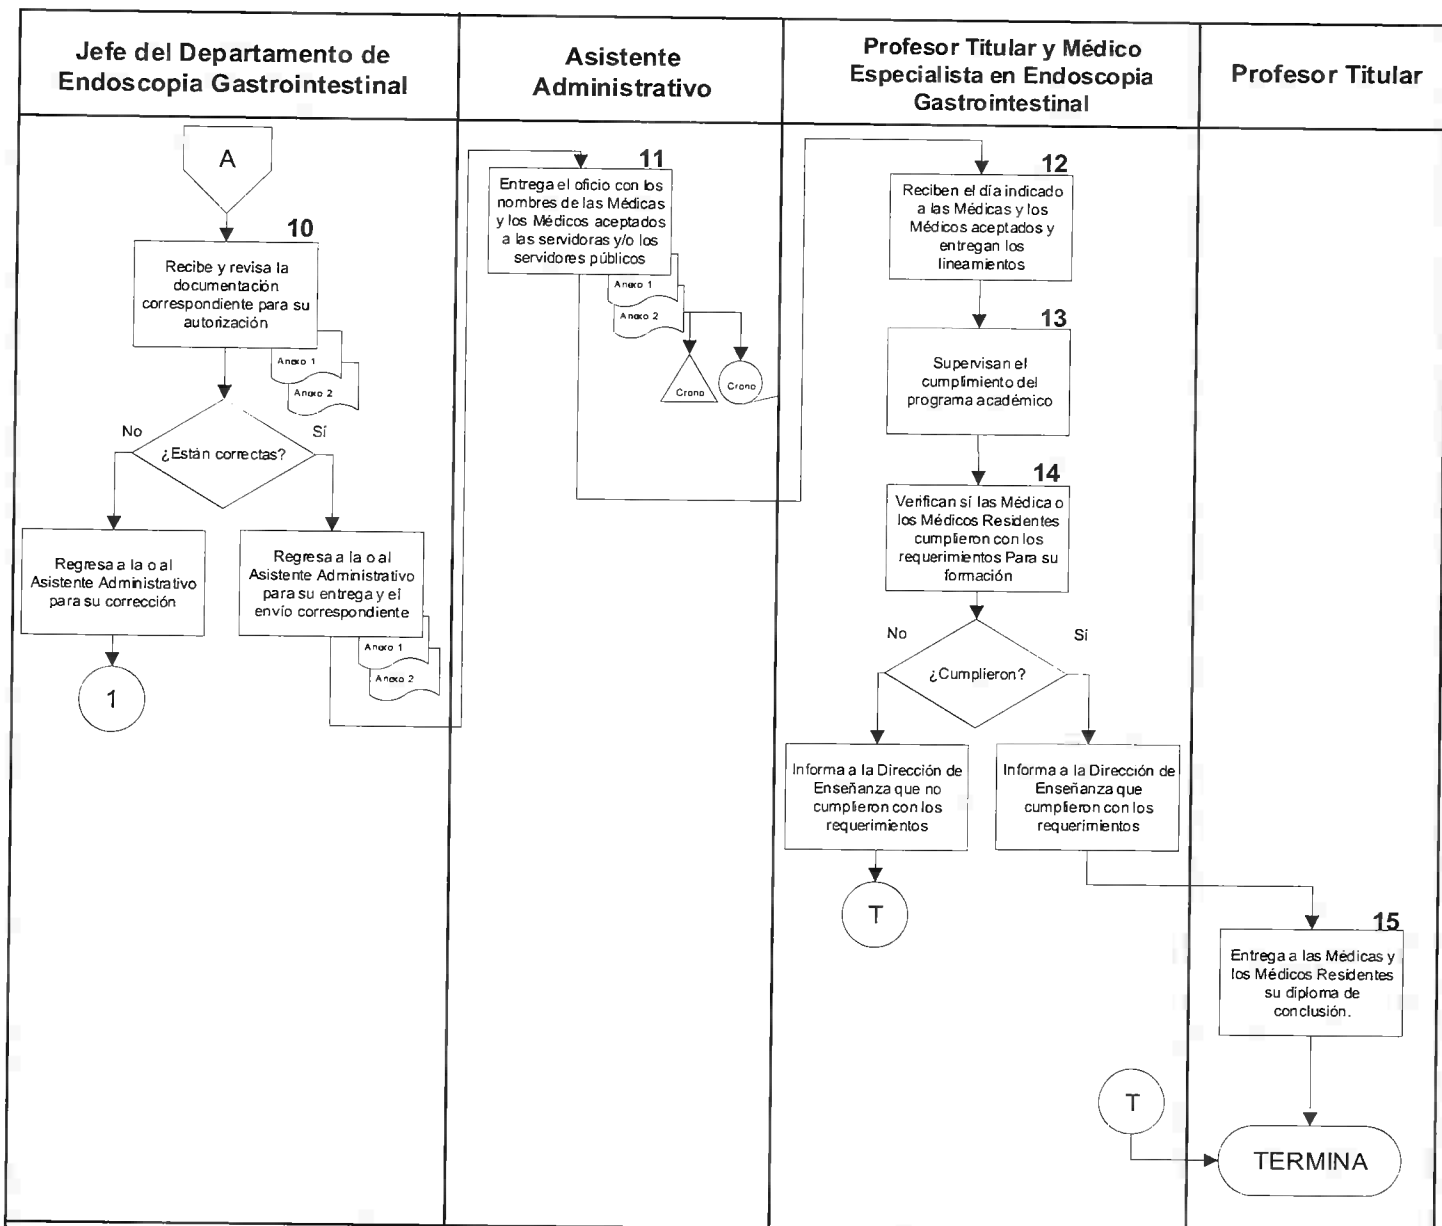 Jefe del Departamento de
Endoscopia Gastrointestinal
Asistente
Administrativo
Profesor Titular y Médico
Especialista en Endoscopia
Gastrointestinal
Profesor Titular
A
10
Recibe y revisa la
documentación
correspondiente para su
autorización
Anexo 1
Anexo 2
¿Están correctas?
No
Sí
Regresa a la o al
Asistente Administrativo
para su corrección
1
Regresa a la o al
Asistente Administrativo
para su entrega y el
envío correspondiente
Anexo 1
Anexo 2
11
Entrega el oficio con los
nombres de las Médicas
y los Médicos aceptados
a las servidoras y/o los
servidores públicos
Anexo 1
Anexo 2
Crono
Crono
12
Reciben el día indicado
a las Médicas y los
Médicos aceptados y
entregan los
lineamientos
13
Supervisan el
cumplimiento del
programa académico
14
Verifican sí las Médica o
los Médicos Residentes
cumplieron con los
requerimientos Para su
formación
No
Sí
¿Cumplieron?
Informa a la Dirección de
Enseñanza que no
cumplieron con los
requerimientos
T
Informa a la Dirección de
Enseñanza que
cumplieron con los
requerimientos
15
Entrega a las Médicas y
los Médicos Residentes
su diploma de
conclusión.
T
TERMINA